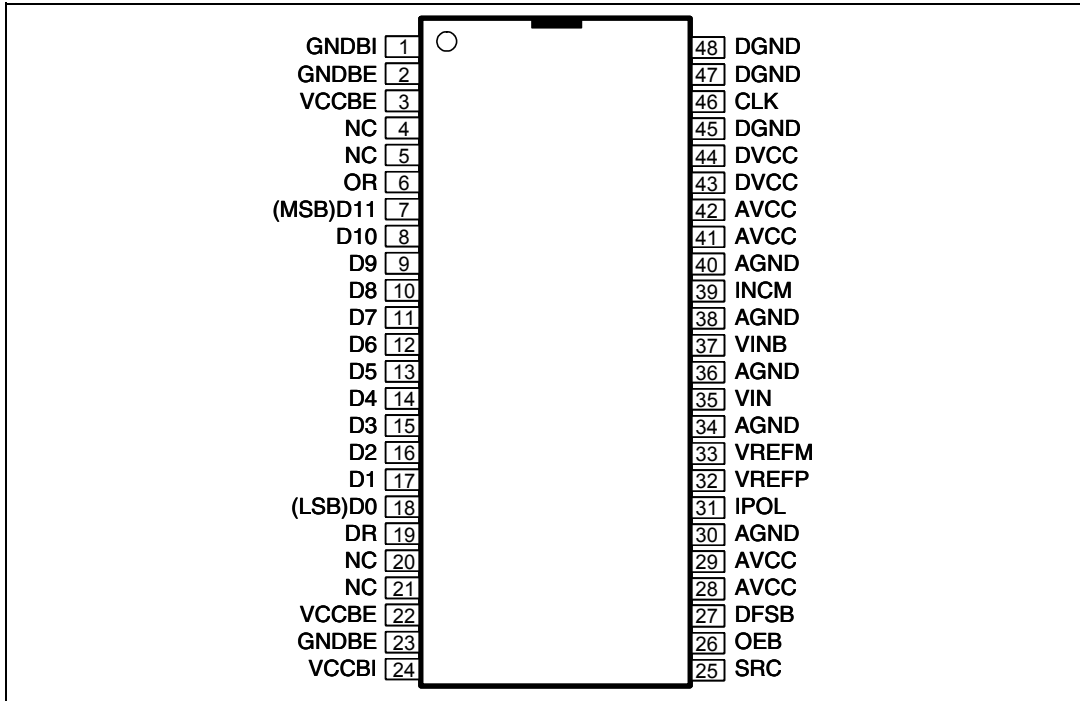 GNDBI 1 48 DGND
GNDBE 2 47 DGND
VCCBE 3 46 CLK
NC 4 45 DGND
NC 5 44 DVCC
OR 6 43 DVCC
(MSB)D11 7 42 AVCC
D10 8 41 AVCC
D9 9 40 AGND
D8 10 39 INCM
D7 11 38 AGND
D6 12 37 VINB
D5 13 36 AGND
D4 14 35 VIN
D3 15 34 AGND
D2 16 33 VREFM
D1 17 32 VREFP
(LSB)D0 18 31 IPOL
DR 19 30 AGND
NC 20 29 AVCC
NC 21 28 AVCC
VCCBE 22 27 DFSB
GNDBE 23 26 OEB
VCCBI 24 25 SRC